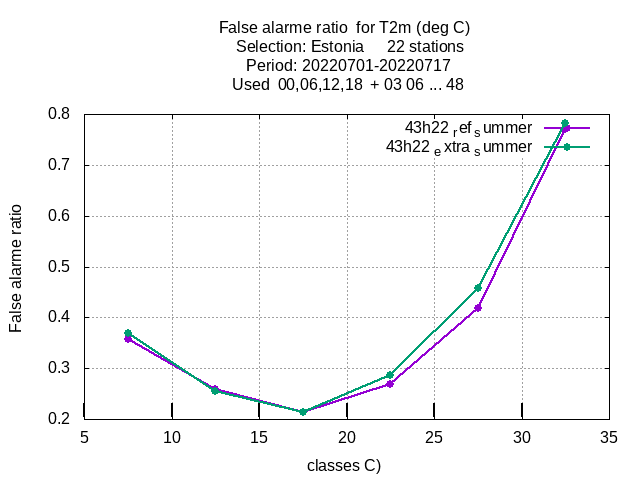 False alarme ratio  for T2m (deg C)
Selection: Estonia     22 stations
Period: 20220701-20220717
Used  00,06,12,18  + 03 06 ... 48
43h22 ref summer
43h22 extra summer
False alarme ratio
0.8
0.7
0.6
0.5
0.4
0.3
0.2
5 10 15 20 25 30 35
classes C)